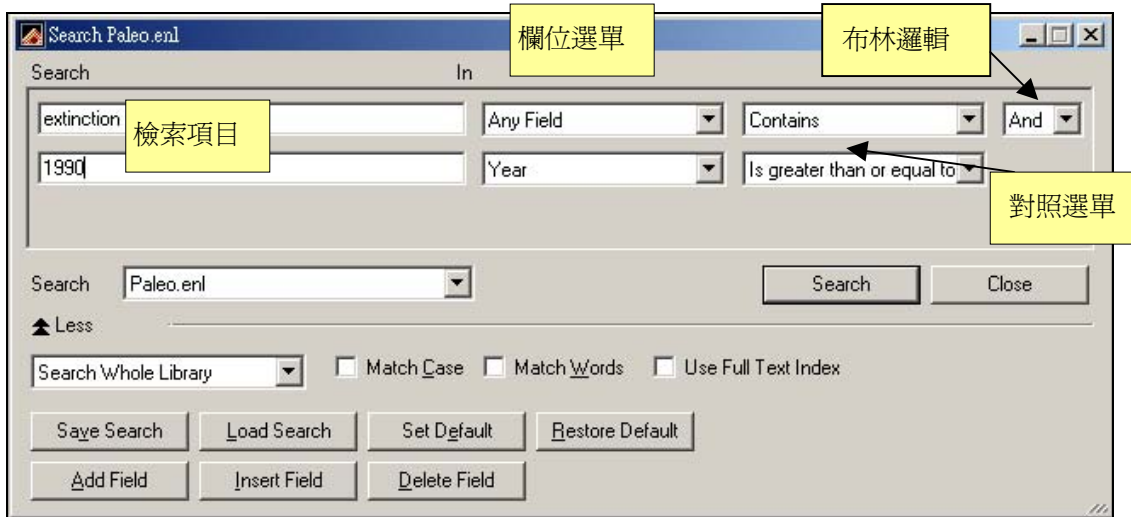 Search Paleo.enl
欄位選單
布林邏輯
Search In
extinction
檢索項目
Any Field
Contains
And
1990
Year
Is greater than or equal to
對照選單
Search Paleo.enl Search Close
Less
Search Whole Library Match Case Match Words Use Full Text Index
Save Search Load Search Set Default Restore Default
Add Field Insert Field Delete Field